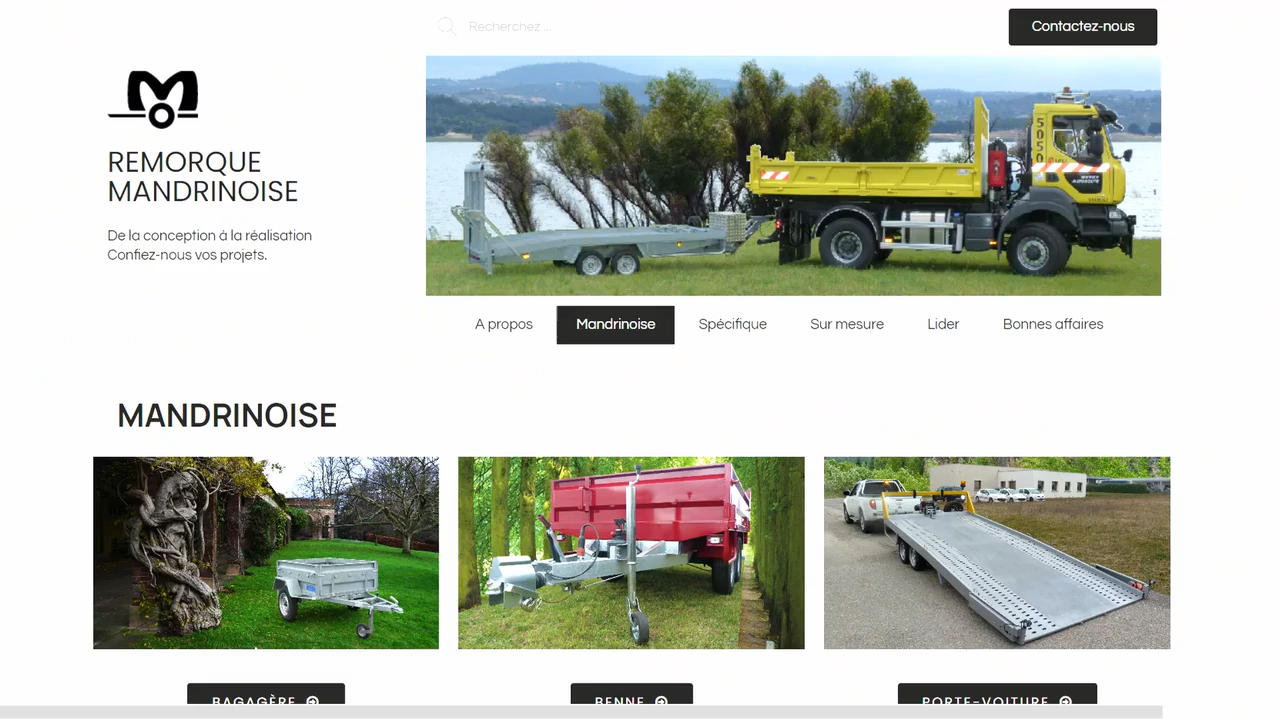 Recherchez ...
Contactez-nous
REMORQUE
MANDRINOISE
De la conception à la réalisation
Confiez-nous vos projets.
5050
A propos
Mandrinoise
Spécifique
Sur mesure
Lider
Bonnes affaires
MANDRINOISE
BAGAGÈRE
BENNE
PORTE-VOITURE